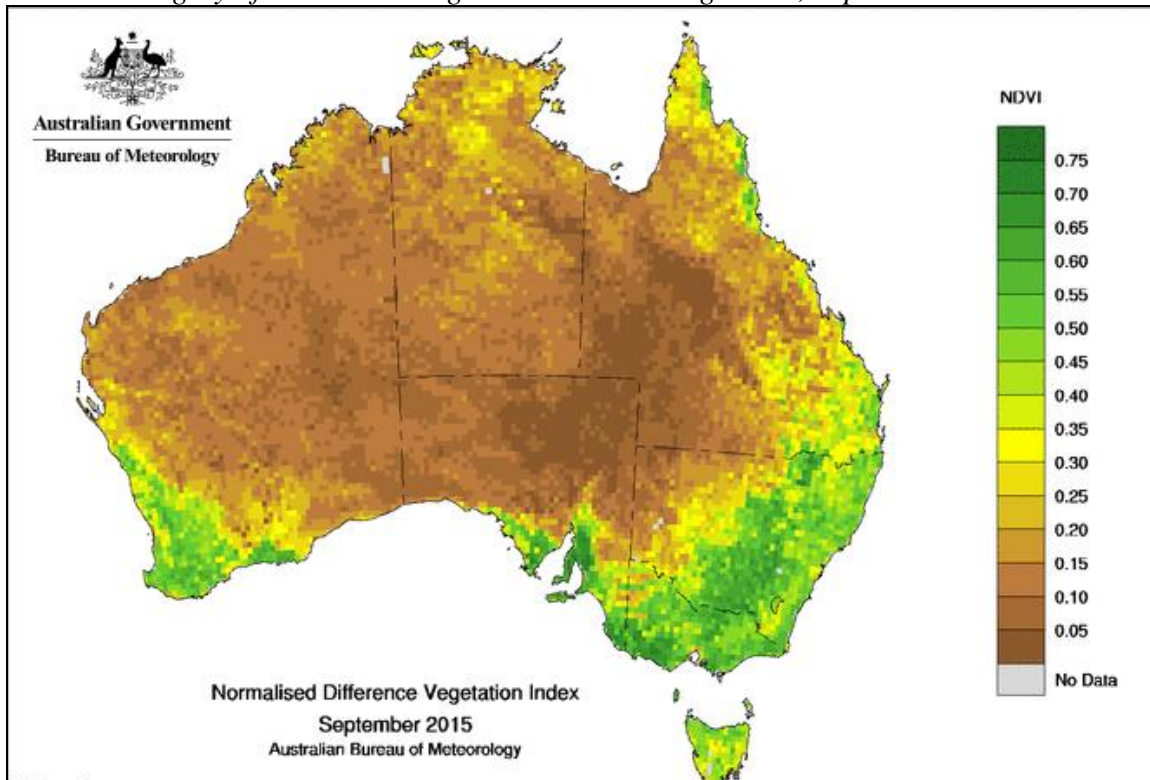 Australian Government
Bureau of Meteorology
NDVI
0.75
0.70
0.65
0.60
0.55
0.50
0.45
0.40
0.35
0.30
0.25
0.20
0.15
0.10
0.05
No Data
Normalised Difference Vegetation Index
September 2015
Australian Bureau of Meteorology